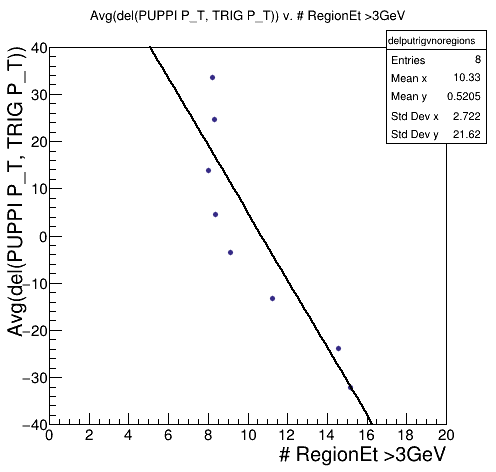 Avg(del(PUPPI P_T, TRIG P_T)) v. # RegionEt >3GeV
delputrigvnoregions
Entries 8
Mean x 10.33
Mean y 0.5205
Std Dev x 2.722
Std Dev y 21.62
Avg(del(PUPPI P_T, TRIG P_T))
40
30
20
10
0
−10
−20
−30
−40
0 2 4 6 8 10 12 14 16 18 20
# RegionEt >3GeV